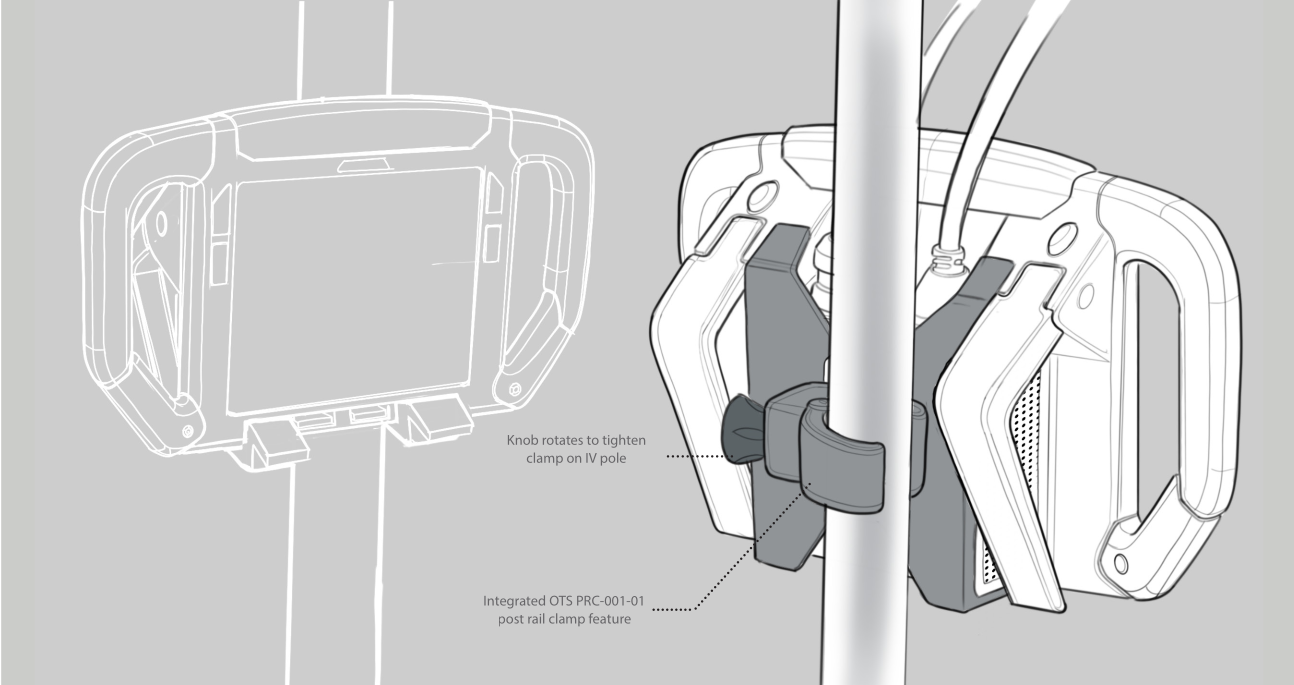 Knob rotates to tighten
clamp on IV pole
Integrated OTS PRC-001-01
post rail clamp feature